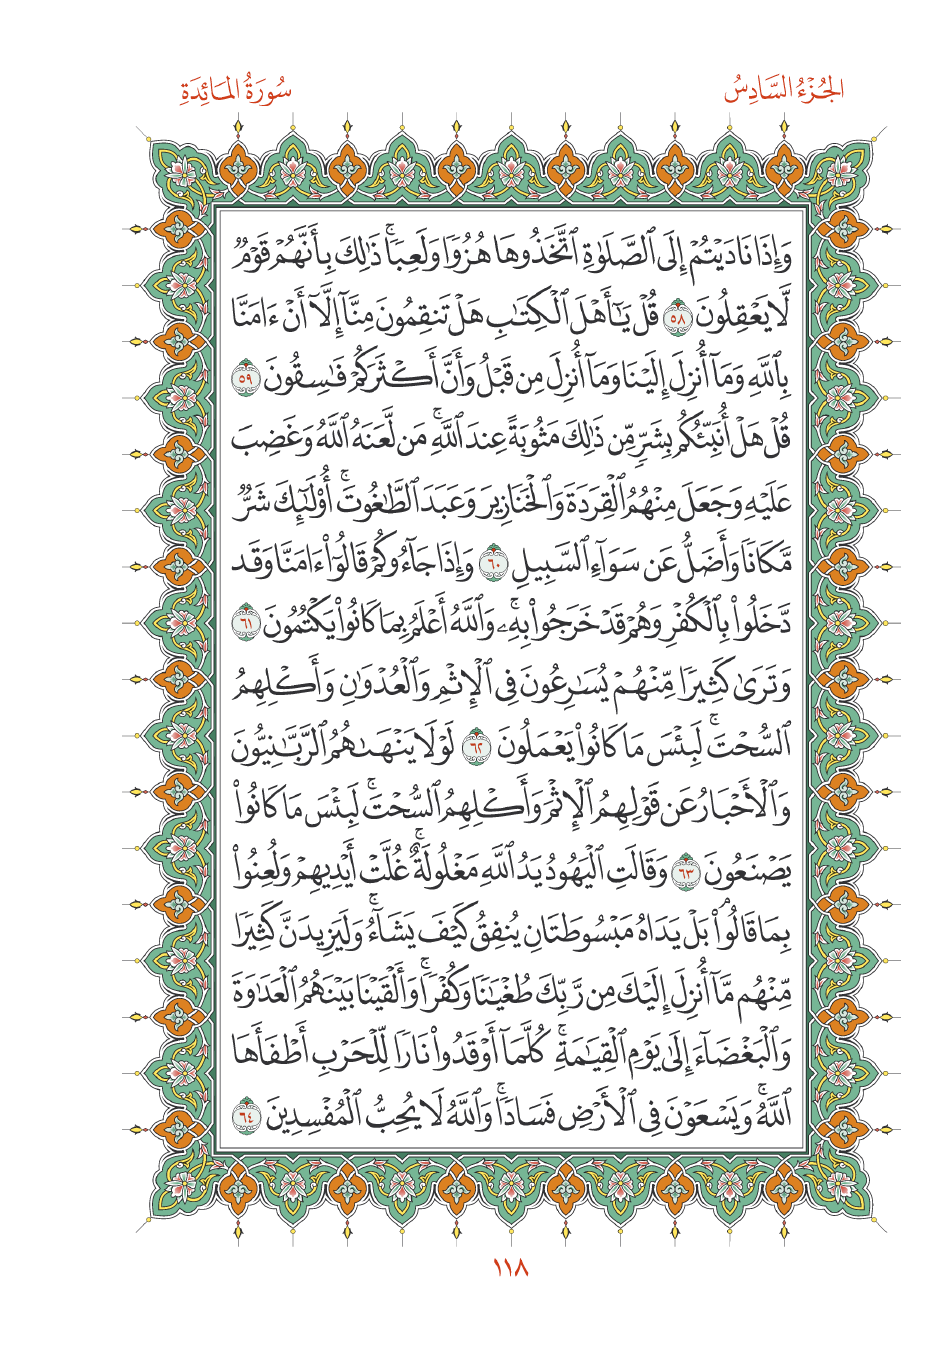 الجُزْءُ السَّادِسُ
سُورَةُ المَائِدَةِ
وَإِذَا نَادَيْتُمْ إِلَى ٱلصَّلَوٰةِ ٱتَّخَذُوهَا هُزُوٗا وَلَعِبٗاۚ ذَٰلِكَ بِأَنَّهُمْ قَوْمٞ
لَّا يَعْقِلُونَ ٥٨ قُلْ يَٰٓأَهْلَ ٱلْكِتَٰبِ هَلْ تَنقِمُونَ مِنَّآ إِلَّآ أَنْ ءَامَنَّا
بِٱللَّهِ وَمَآ أُنزِلَ إِلَيْنَا وَمَآ أُنزِلَ مِن قَبْلُ وَأَنَّ أَكْثَرَكُمْ فَٰسِقُونَ ٥٩
قُلْ هَلْ أُنَبِّئُكُم بِشَرّٖ مِّن ذَٰلِكَ مَثُوبَةً عِندَ ٱللَّهِۚ مَن لَّعَنَهُ ٱللَّهُ وَغَضِبَ
عَلَيْهِ وَجَعَلَ مِنْهُمُ ٱلْقِرَدَةَ وَٱلْخَنَازِيرَ وَعَبَدَ ٱلطَّٰغُوتَۚ أُوْلَٰٓئِكَ شَرّٞ
مَّكَانٗا وَأَضَلُّ عَن سَوَآءِ ٱلسَّبِيلِ ٦٠ وَإِذَا جَآءُوكُمْ قَالُوٓاْ ءَامَنَّا وَقَد
دَّخَلُواْ بِٱلْكُفْرِ وَهُمْ قَدْ خَرَجُواْ بِهِۦۚ وَٱللَّهُ أَعْلَمُ بِمَا كَانُواْ يَكْتُمُونَ ٦١
وَتَرَىٰ كَثِيرٗا مِّنْهُمْ يُسَٰرِعُونَ فِى ٱلْإِثْمِ وَٱلْعُدْوَٰنِ وَأَكْلِهِمُ
ٱلسُّحْتَۚ لَبِئْسَ مَا كَانُواْ يَعْمَلُونَ ٦٢ لَوْلَا يَنْهَىٰهُمُ ٱلرَّبَّٰنِيُّونَ
وَٱلْأَحْبَارُ عَن قَوْلِهِمُ ٱلْإِثْمَ وَأَكْلِهِمُ ٱلسُّحْتَۚ لَبِئْسَ مَا كَانُواْ
يَصْنَعُونَ ٦٣ وَقَالَتِ ٱلْيَهُودُ يَدُ ٱللَّهِ مَغْلُولَةٌۚ غُلَّتْ أَيْدِيهِمْ وَلُعِنُواْ
بِمَا قَالُواْۘ بَلْ يَدَاهُ مَبْسُوطَتَانِ يُنفِقُ كَيْفَ يَشَآءُۚ وَلَيَزِيدَنَّ كَثِيرٗا
مِّنْهُم مَّآ أُنزِلَ إِلَيْكَ مِن رَّبِّكَ طُغْيَٰنٗا وَكُفْرٗاۚ وَأَلْقَيْنَا بَيْنَهُمُ ٱلْعَدَٰوَةَ
وَٱلْبَغْضَآءَ إِلَىٰ يَوْمِ ٱلْقِيَٰمَةِۚ كُلَّمَآ أَوْقَدُواْ نَارٗا لِّلْحَرْبِ أَطْفَأَهَا
ٱللَّهُۚ وَيَسْعَوْنَ فِى ٱلْأَرْضِ فَسَادٗاۚ وَٱللَّهُ لَا يُحِبُّ ٱلْمُفْسِدِينَ ٦٤
١١٨